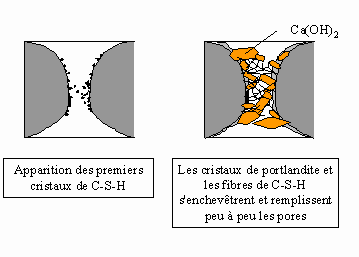 Ca(OH)₂
Apparition des premiers
cristaux de C-S-H
Les cristaux de portlandite et
les fibres de C-S-H
s'enchevêtrent et remplissent
peu à peu les pores